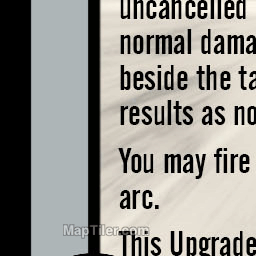 uncancelled
normal dama
beside the ta
results as no
You may fire
arc.
MapTiler.com
This Upgrade